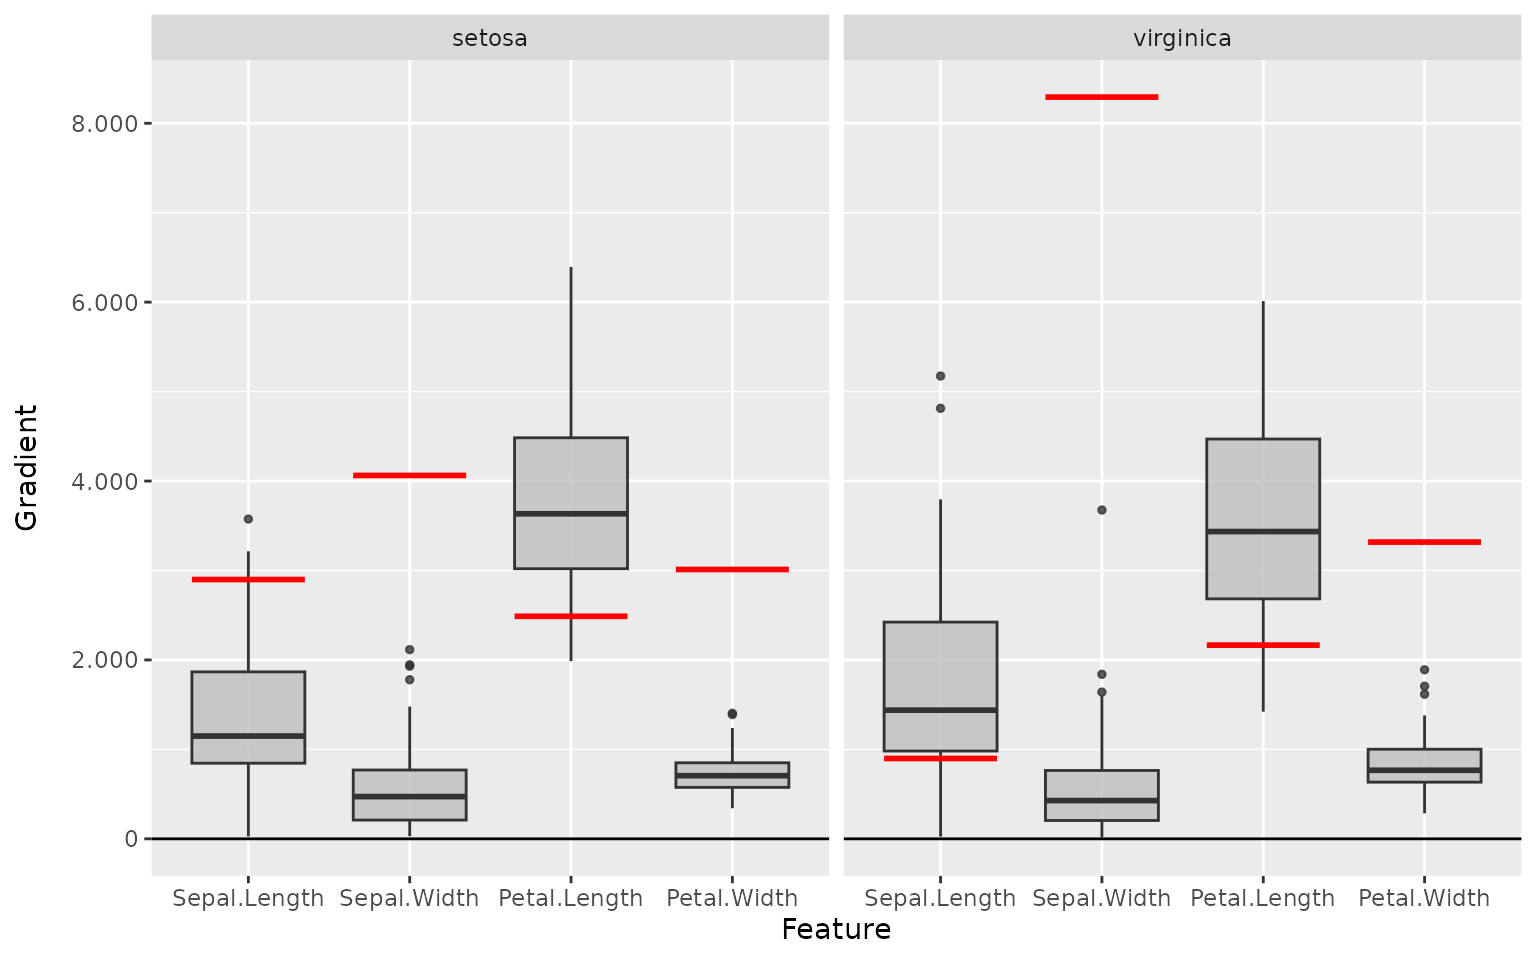 setosa
virginica
8.000
6.000
4.000
2.000
0
Gradient
Sepal.Length Sepal.Width Petal.Length Petal.Width
Sepal.Length Sepal.Width Petal.Length Petal.Width
Feature